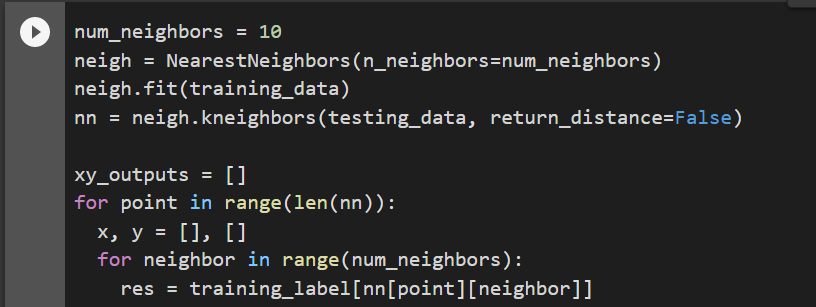 num_neighbors = 10
neigh = NearestNeighbors(n_neighbors=num_neighbors)
neigh.fit(training_data)
nn = neigh.kneighbors(testing_data, return_distance=False)
xy_outputs = []
for point in range(len(nn)):
  x, y = [], []
  for neighbor in range(num_neighbors):
    res = training_label[nn[point][neighbor]]